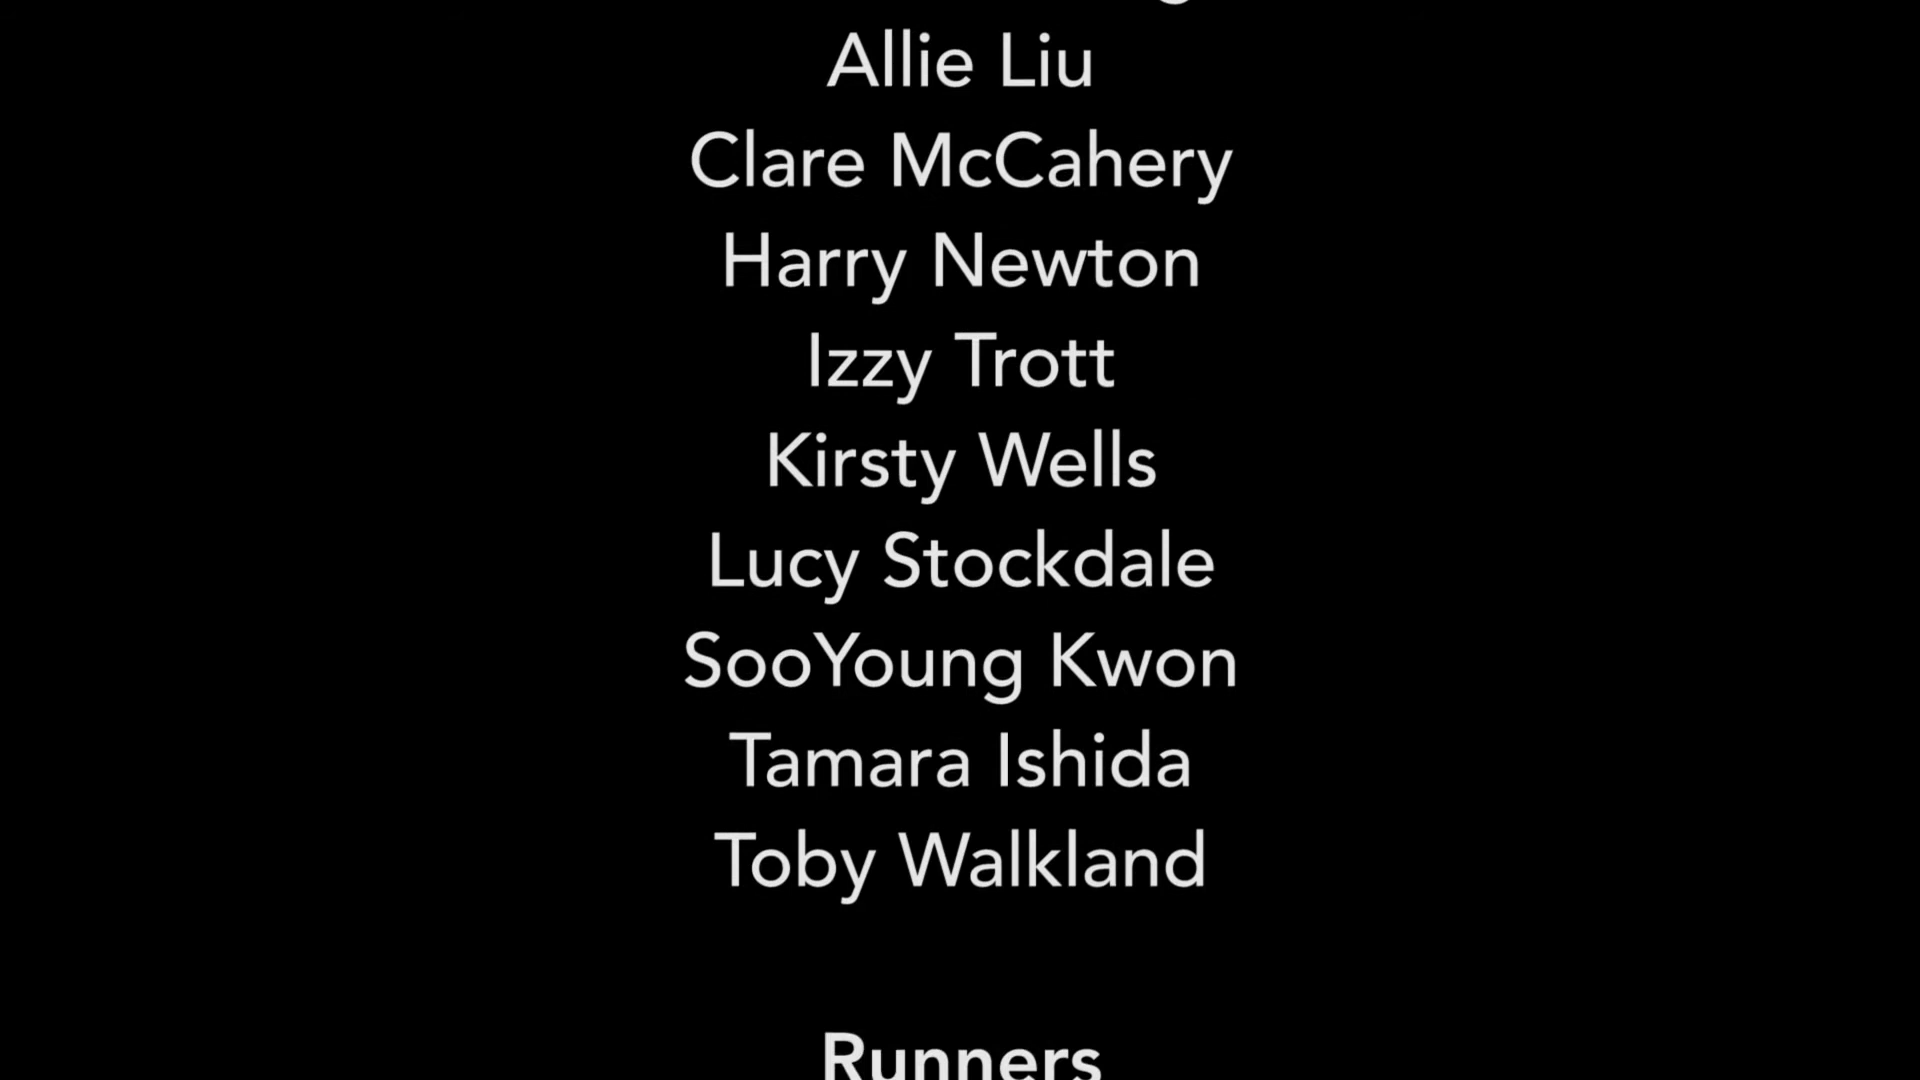 Allie Liu
Clare McCahery
Harry Newton
Izzy Trott
Kirsty Wells
Lucy Stockdale
SooYoung Kwon
Tamara Ishida
Toby Walkland
Runners